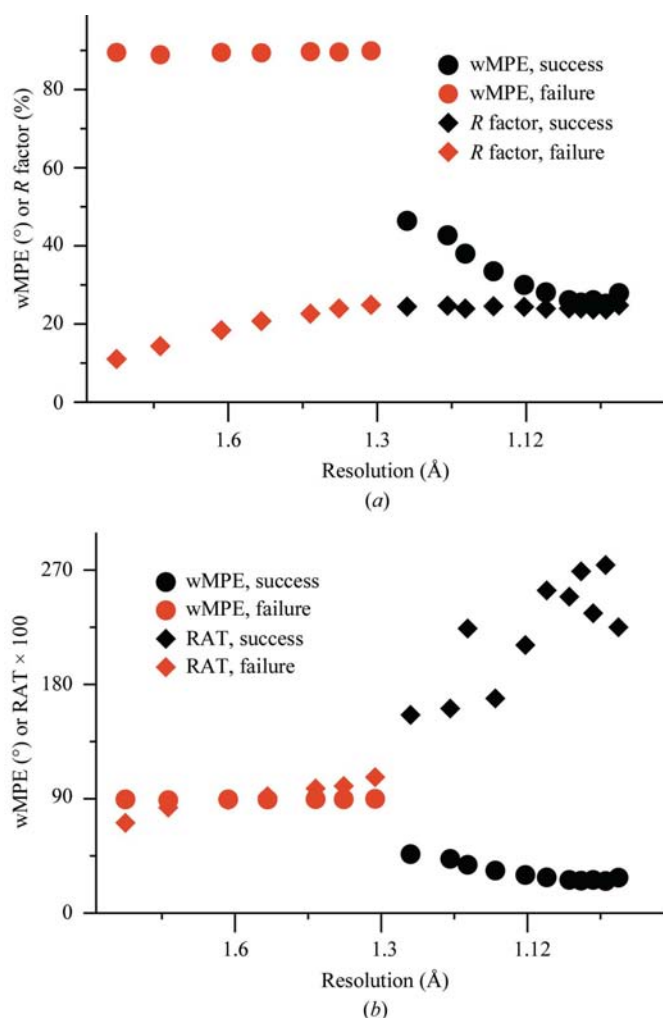 wMPE (°) or R factor (%)
80
60
40
20
0
wMPE, success
wMPE, failure
R factor, success
R factor, failure
1.6
1.3
1.12
Resolution (Å)
(a)
wMPE (°) or RAT × 100
270
180
90
0
wMPE, success
wMPE, failure
RAT, success
RAT, failure
1.6
1.3
1.12
Resolution (Å)
(b)